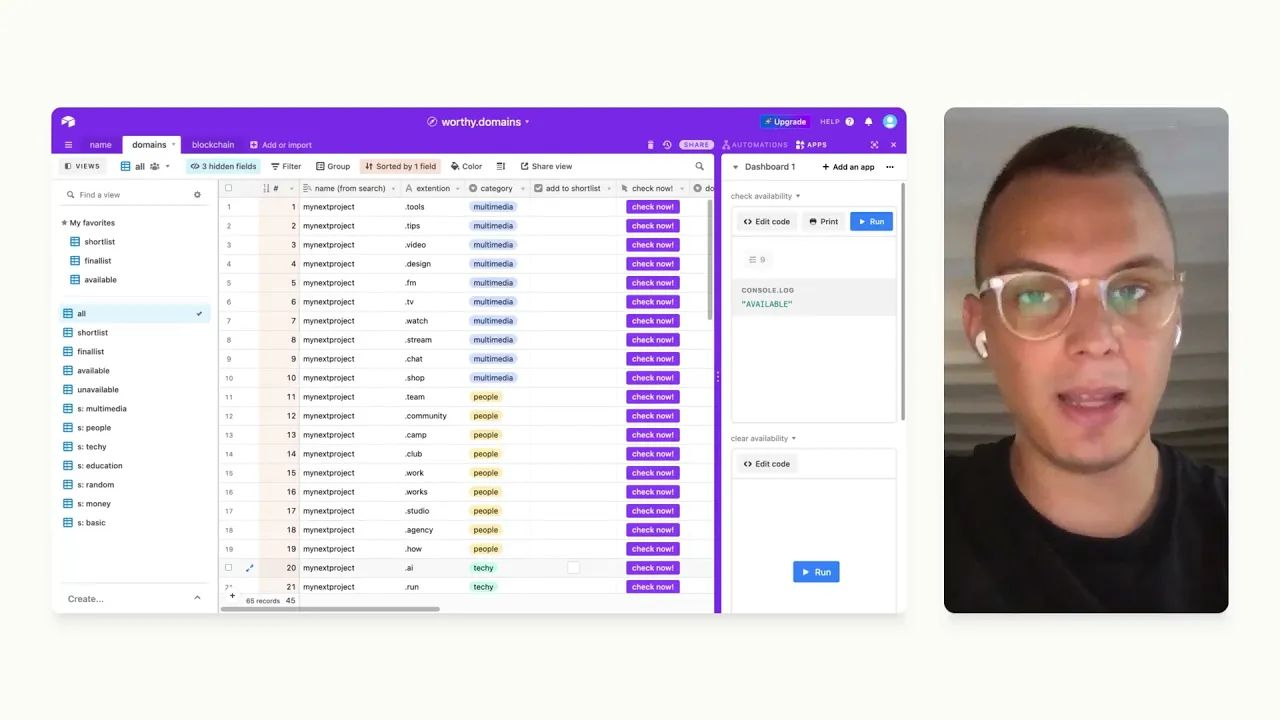 worthy.domains
Upgrade
HELP
name
domains
blockchain
Add or import
SHARE
AUTOMATIONS
APPS
VIEWS
all
3 hidden fields
Filter
Group
Sorted by 1 field
Color
Share view
Dashboard 1
Add an app
Find a view
My favorites
shortlist
finallist
available
all
shortlist
finallist
available
unavailable
s: multimedia
s: people
s: techy
s: education
s: random
s: money
s: basic
Create...
# name (from search) extention category add to shortlist check now! do
1 1 mynextproject .tools multimedia check now!
2 2 mynextproject .tips multimedia check now!
3 3 mynextproject .video multimedia check now!
4 4 mynextproject .design multimedia check now!
5 5 mynextproject .fm multimedia check now!
6 6 mynextproject .tv multimedia check now!
7 7 mynextproject .watch multimedia check now!
8 8 mynextproject .stream multimedia check now!
9 9 mynextproject .chat multimedia check now!
10 10 mynextproject .shop multimedia check now!
11 11 mynextproject .team people check now!
12 12 mynextproject .community people check now!
13 13 mynextproject .camp people check now!
14 14 mynextproject .club people check now!
15 15 mynextproject .work people check now!
16 16 mynextproject .works people check now!
17 17 mynextproject .studio people check now!
18 18 mynextproject .agency people check now!
19 19 mynextproject .how people check now!
20 mynextproject .ai techy check now!
21 mynextproject .run techy check now!
65 records 45
check availability
Edit code
Print
Run
9
CONSOLE.LOG
"AVAILABLE"
clear availability
Edit code
Run